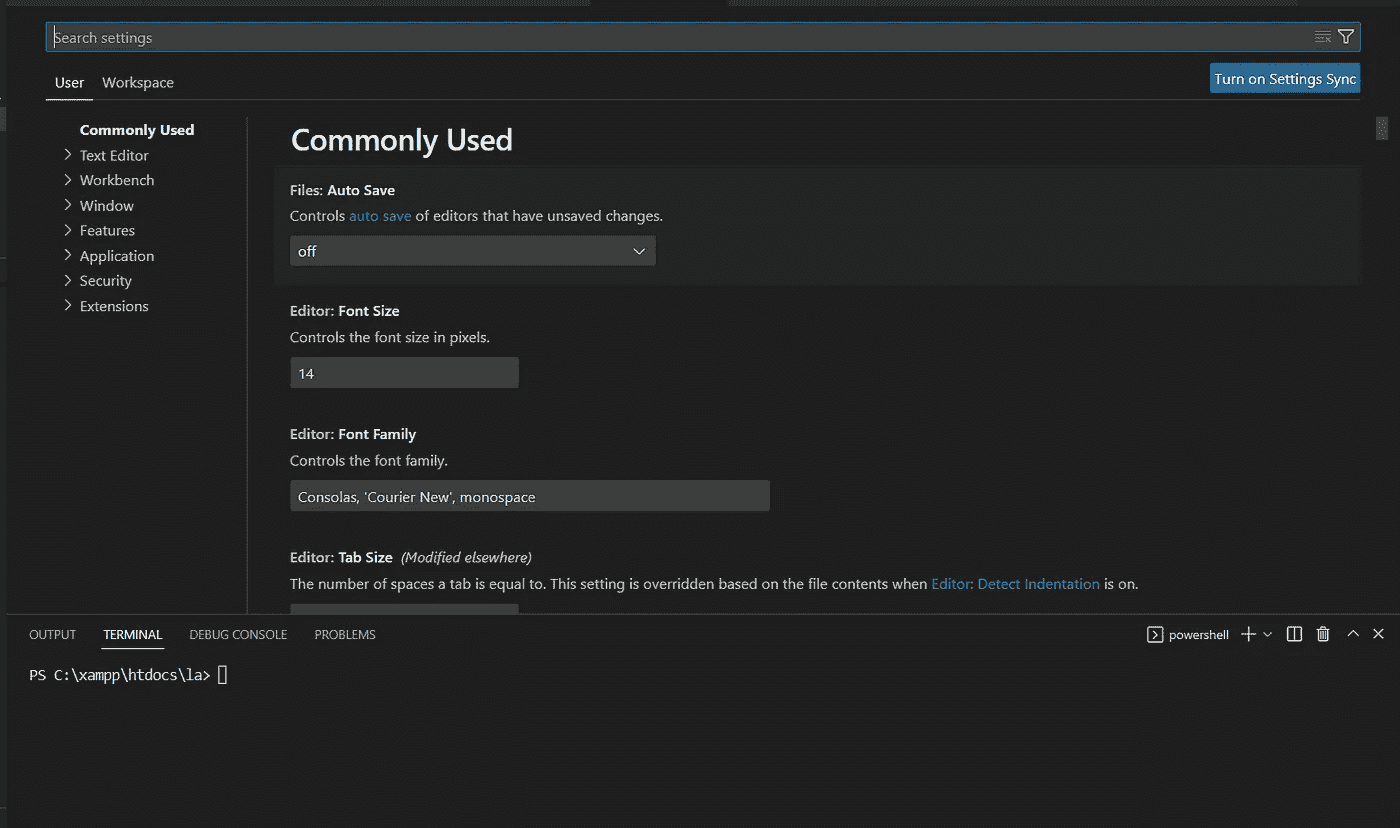 Search settings
User Workspace
Turn on Settings Sync
Commonly Used
Text Editor
Workbench
Window
Features
Application
Security
Extensions
Commonly Used
Files: Auto Save
Controls auto save of editors that have unsaved changes.
off
Editor: Font Size
Controls the font size in pixels.
14
Editor: Font Family
Controls the font family.
Consolas, 'Courier New', monospace
Editor: Tab Size (Modified elsewhere)
The number of spaces a tab is equal to. This setting is overridden based on the file contents when Editor: Detect Indentation is on.
OUTPUT TERMINAL DEBUG CONSOLE PROBLEMS
powershell
PS C:\xampp\htdocs\la>